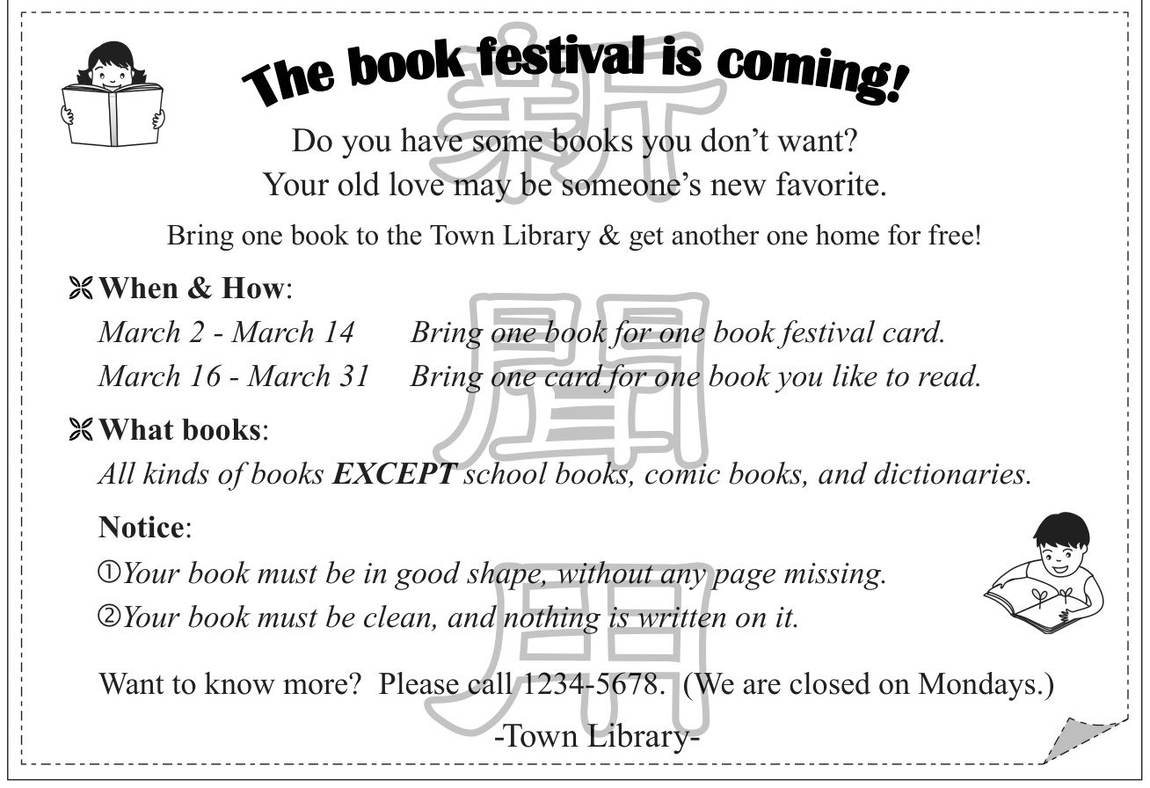 The book festival is coming!
Do you have some books you don't want?
Your old love may be someone's new favorite.
Bring one book to the Town Library & get another one home for free!
When & How:
March 2 - March 14 Bring one book for one book festival card.
March 16 - March 31 Bring one card for one book you like to read.
What books:
All kinds of books EXCEPT school books, comic books, and dictionaries.
Notice:
①Your book must be in good shape, without any page missing.
②Your book must be clean, and nothing is written on it.
Want to know more? Please call 1234-5678. (We are closed on Mondays.)
-Town Library-
新
聞